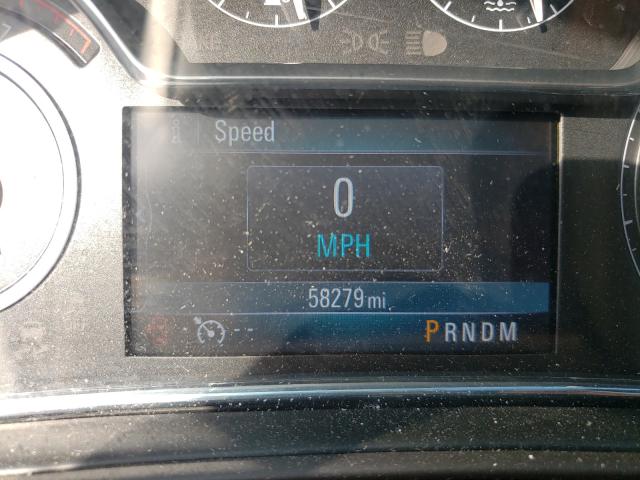 Speed
0
MPH
58279 mi
--
PRNDM